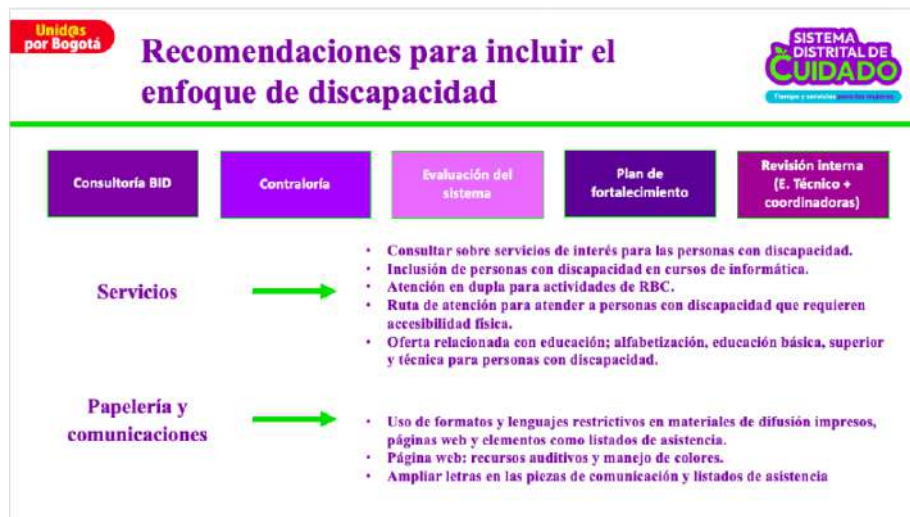 Unid@s
por Bogotá
Recomendaciones para incluir el
enfoque de discapacidad
SISTEMA
DISTRITAL DE
CUIDADO
Tiempo y servicios para las mujeres
Consultoría BID
Contraloría
Evaluación del
sistema
Plan de
fortalecimiento
Revisión interna
(E. Técnico +
coordinadoras)
Servicios
• Consultar sobre servicios de interés para las personas con discapacidad.
• Inclusión de personas con discapacidad en cursos de informática.
• Atención en dupla para actividades de RBC.
• Ruta de atención para atender a personas con discapacidad que requieren
accesibilidad física.
• Oferta relacionada con educación; alfabetización, educación básica, superior
y técnica para personas con discapacidad.
Papelería y
comunicaciones
• Uso de formatos y lenguajes restrictivos en materiales de difusión impresos,
páginas web y elementos como listados de asistencia.
• Página web: recursos auditivos y manejo de colores.
• Ampliar letras en las piezas de comunicación y listados de asistencia